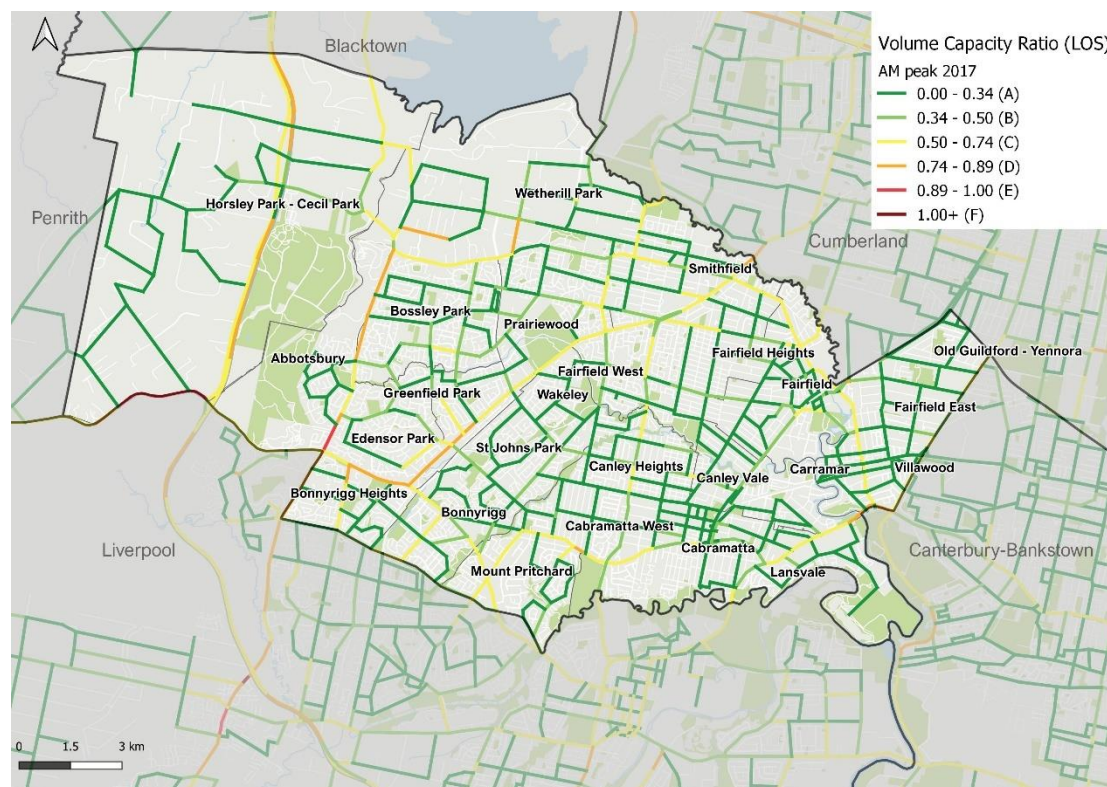 Volume Capacity Ratio (LOS)
AM peak 2017
0.00 - 0.34 (A)
0.34 - 0.50 (B)
0.50 - 0.74 (C)
0.74 - 0.89 (D)
0.89 - 1.00 (E)
1.00+ (F)
Blacktown
Wetherill Park
Horsley Park - Cecil Park
Penrith
Cumberland
Smithfield
Bossley Park
Prairiewood
Abbotsbury
Fairfield Heights
Old Guildford - Yennora
Fairfield West
Fairfield
Greenfield Park
Wakeley
Fairfield East
Edensor Park
St Johns Park
Canley Heights
Carramar
Villawood
Canley Vale
Bonnyrigg Heights
Bonnyrigg
Cabramatta West
Liverpool
Cabramatta
Canterbury-Bankstown
Mount Pritchard
Lansvale
0 1.5 3 km